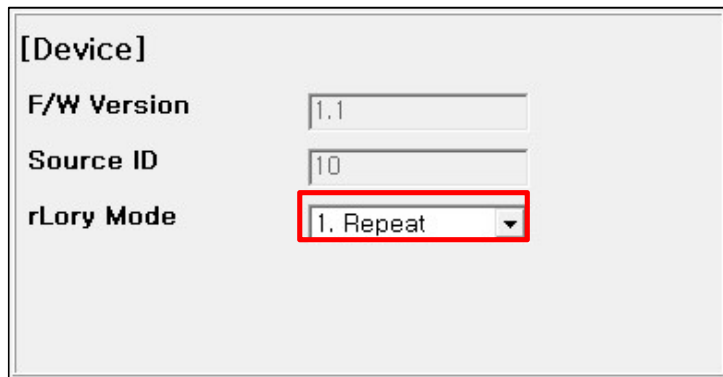 [Device]
F/W Version 1.1
Source ID 10
rLory Mode 1. Repeat